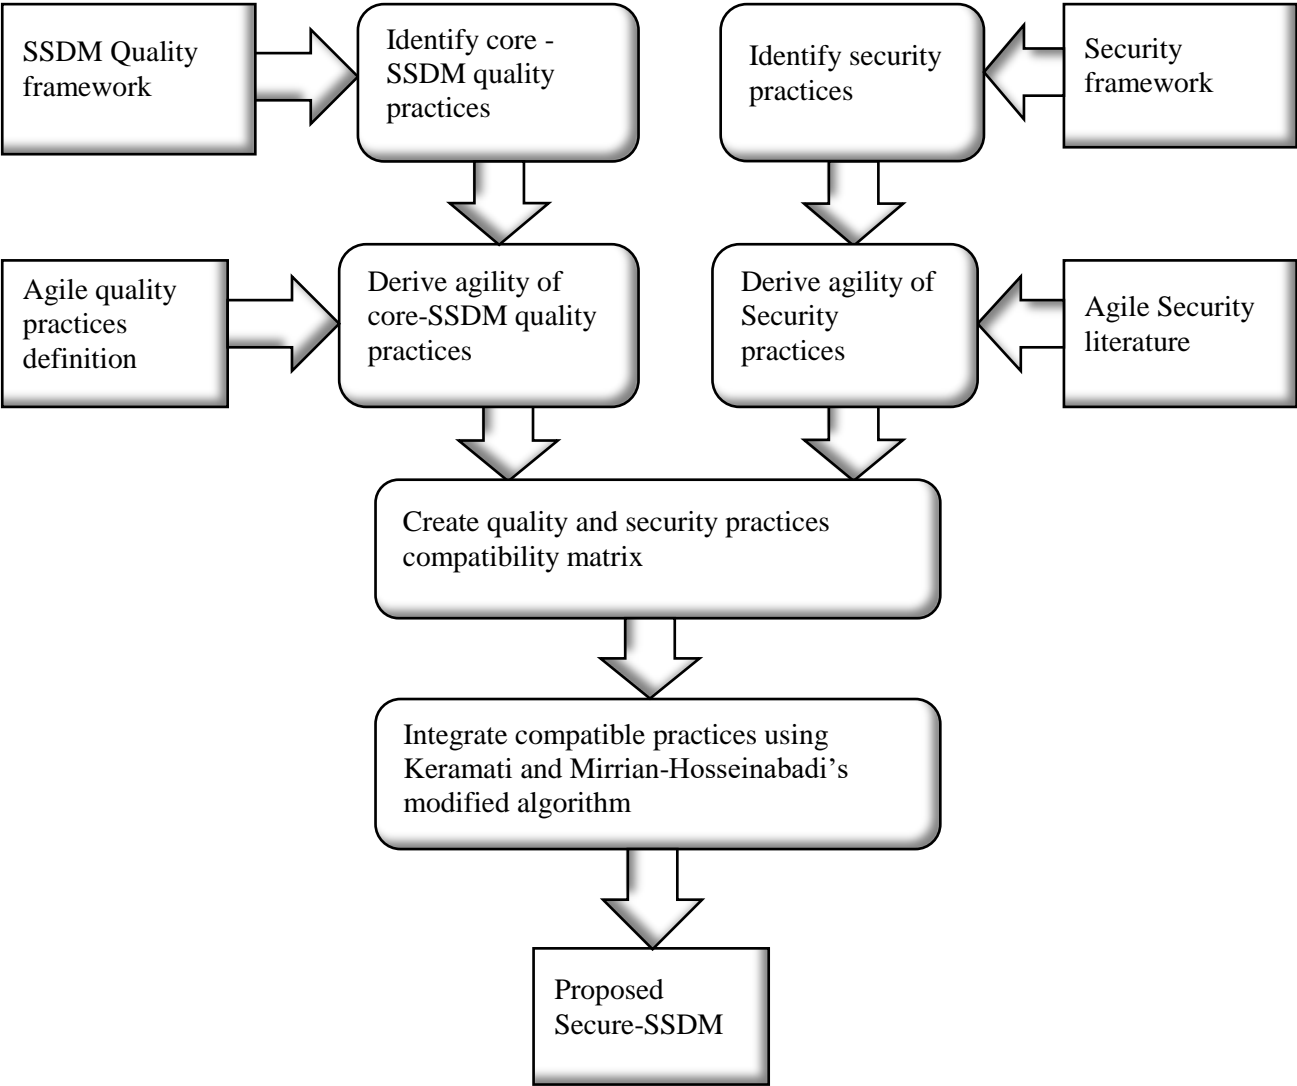 SSDM Quality
framework
Identify core -
SSDM quality
practices
Identify security
practices
Security
framework
Agile quality
practices
definition
Derive agility of
core-SSDM quality
practices
Derive agility of
Security
practices
Agile Security
literature
Create quality and security practices
compatibility matrix
Integrate compatible practices using
Keramati and Mirrian-Hosseinabadi’s
modified algorithm
Proposed
Secure-SSDM